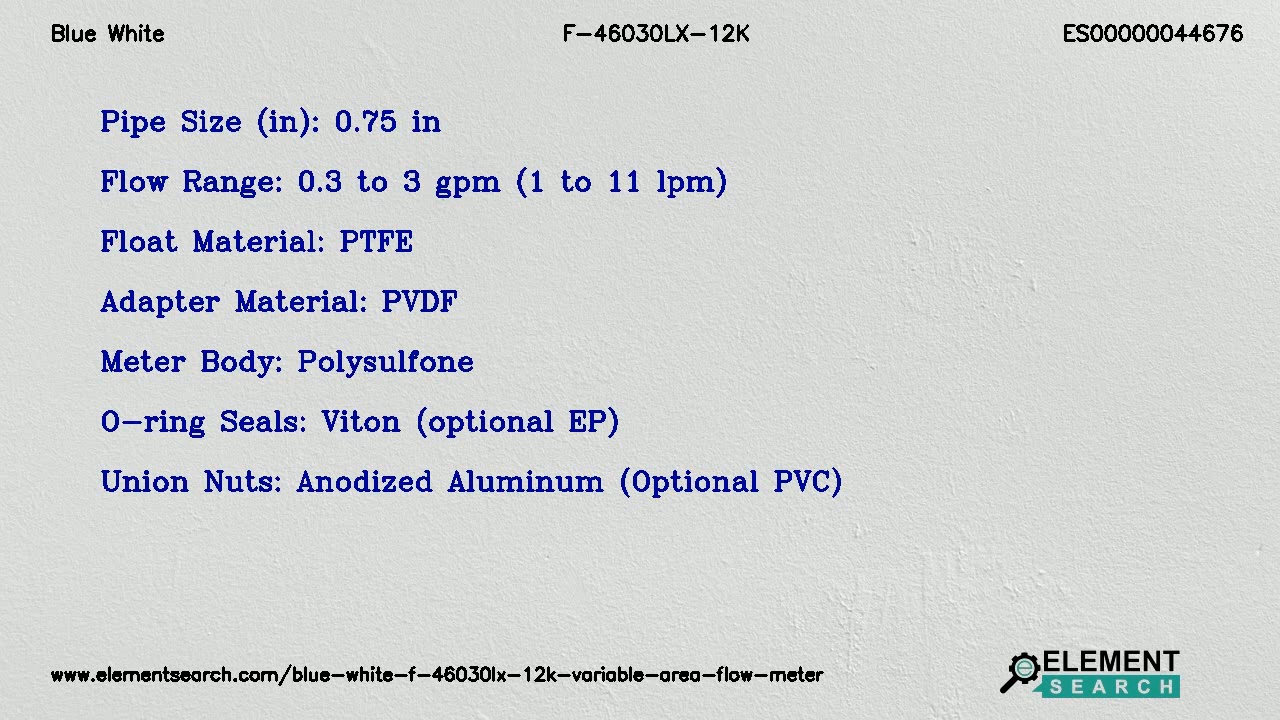 Blue White
F-46030LX-12K
ES00000044676
Pipe Size (in): 0.75 in
Flow Range: 0.3 to 3 gpm (1 to 11 lpm)
Float Material: PTFE
Adapter Material: PVDF
Meter Body: Polysulfone
O-ring Seals: Viton (optional EP)
Union Nuts: Anodized Aluminum (Optional PVC)
www.elementsearch.com/blue-white-f-46030lx-12k-variable-area-flow-meter
ELEMENT
SEARCH